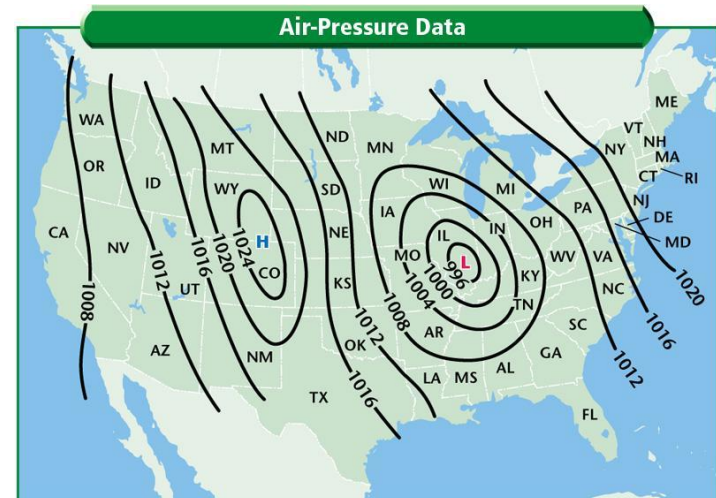 Air-Pressure Data
WA
OR
CA
NV
ID
MT
WY
UT
AZ
CO
NM
ND
SD
NE
KS
OK
TX
MN
IA
MO
AR
LA
WI
IL
MI
IN
OH
KY
TN
MS
AL
GA
FL
SC
NC
VA
WV
PA
NY
VT
NH
ME
MA
CT
RI
NJ
DE
MD
H
L
1008
1012
1016
1020
1024
1016
1012
1008
1004
1000
996
1012
1016
1020